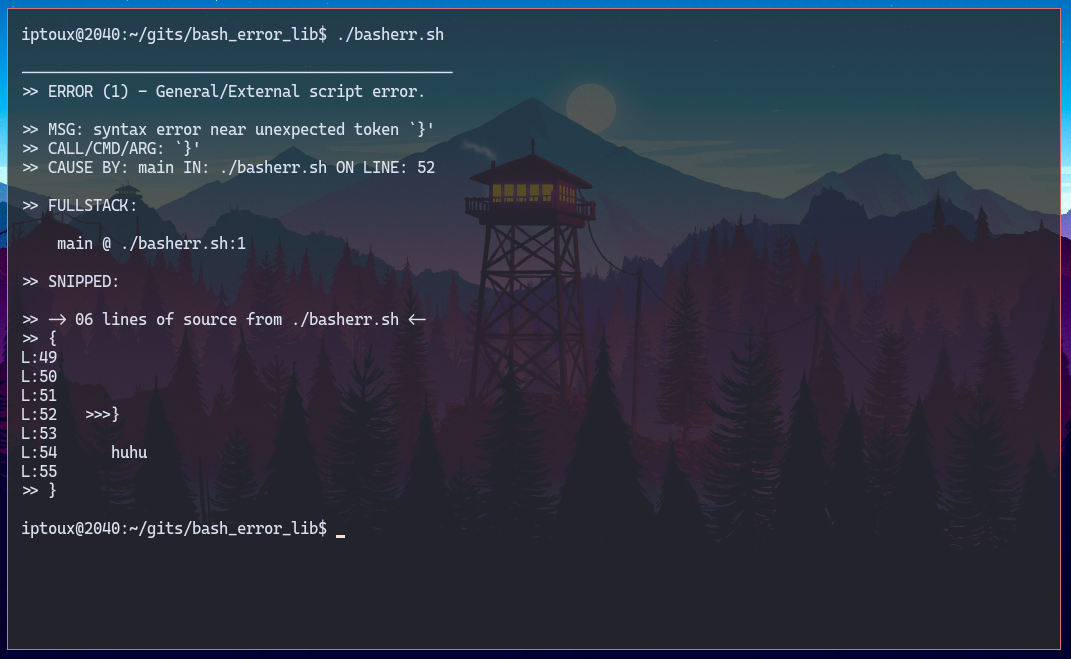 iptoux@2040:~/gits/bash_error_lib$ ./basherr.sh
>> ERROR (1) - General/External script error.
>> MSG: syntax error near unexpected token `}'
>> CALL/CMD/ARG: `}'
>> CAUSE BY: main IN: ./basherr.sh ON LINE: 52
>> FULLSTACK:
main @ ./basherr.sh:1
>> SNIPPED:
>> -> 06 lines of source from ./basherr.sh <-
>> {
L:49
L:50
L:51
L:52 >>>}
L:53
L:54 huhu
L:55
>> }
iptoux@2040:~/gits/bash_error_lib$ _